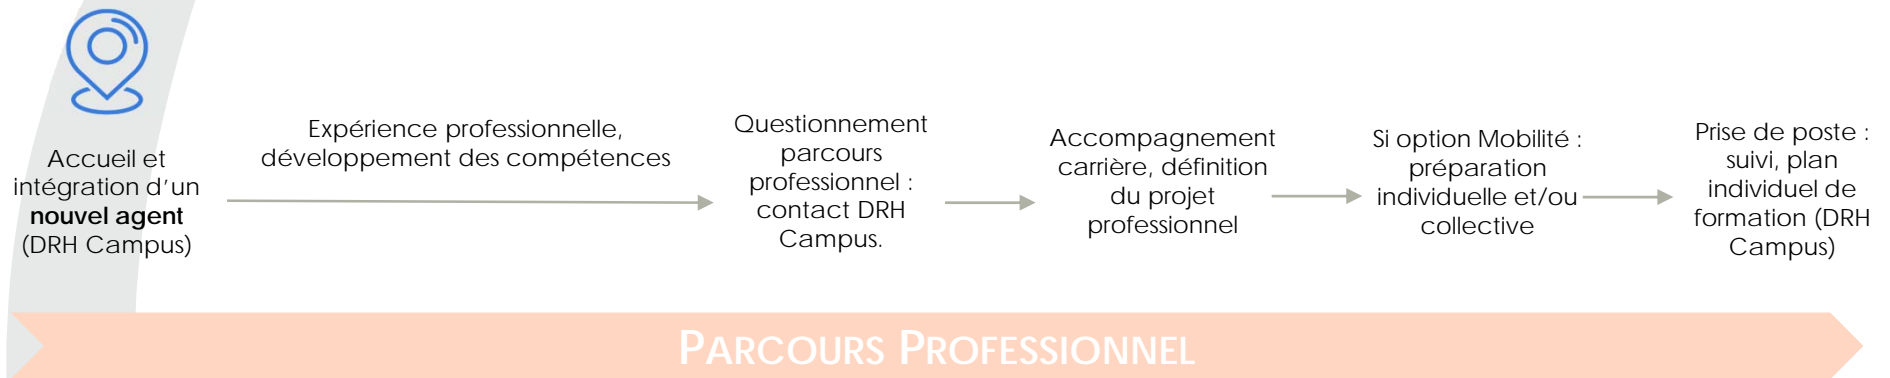 Accueil et
intégration d’un
nouvel agent
(DRH Campus)
Expérience professionnelle,
développement des compétences
Questionnement
parcours
professionnel :
contact DRH
Campus.
Accompagnement
carrière, définition
du projet
professionnel
Si option Mobilité :
préparation
individuelle et/ou
collective
Prise de poste :
suivi, plan
individuel de
formation (DRH
Campus)
PARCOURS PROFESSIONNEL